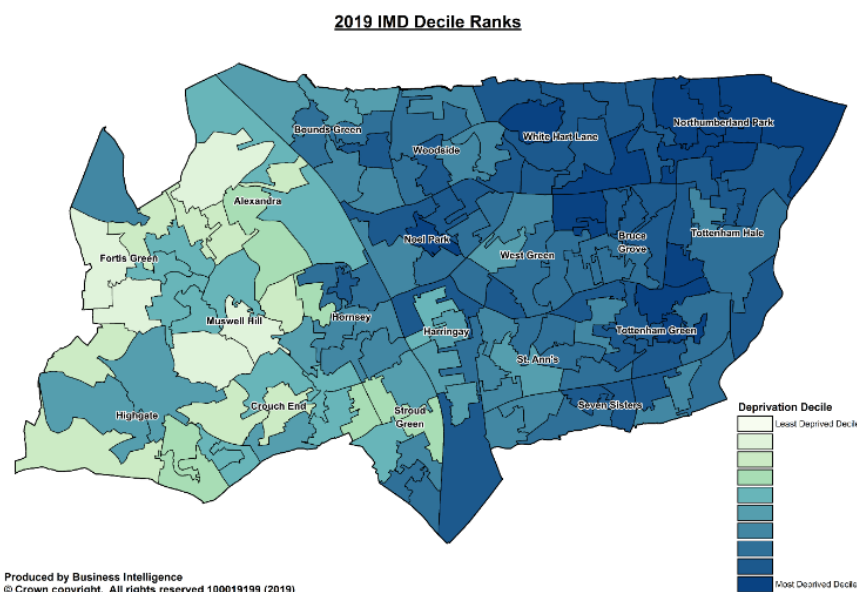 2019 IMD Decile Ranks
Bounds Green
Woodside
White Hart Lane
Northumberland Park
Alexandra
Noel Park
West Green
Bruce
Grove
Tottenham Hale
Fortis Green
Muswell Hill
Hornsey
Harringay
Tottenham Green
St. Ann's
Highgate
Crouch End
Stroud
Green
Seven Sisters
Deprivation Decile
Least Deprived Decile
Most Deprived Decile
Produced by Business Intelligence
© Crown copyright. All rights reserved 100019199 (2019)